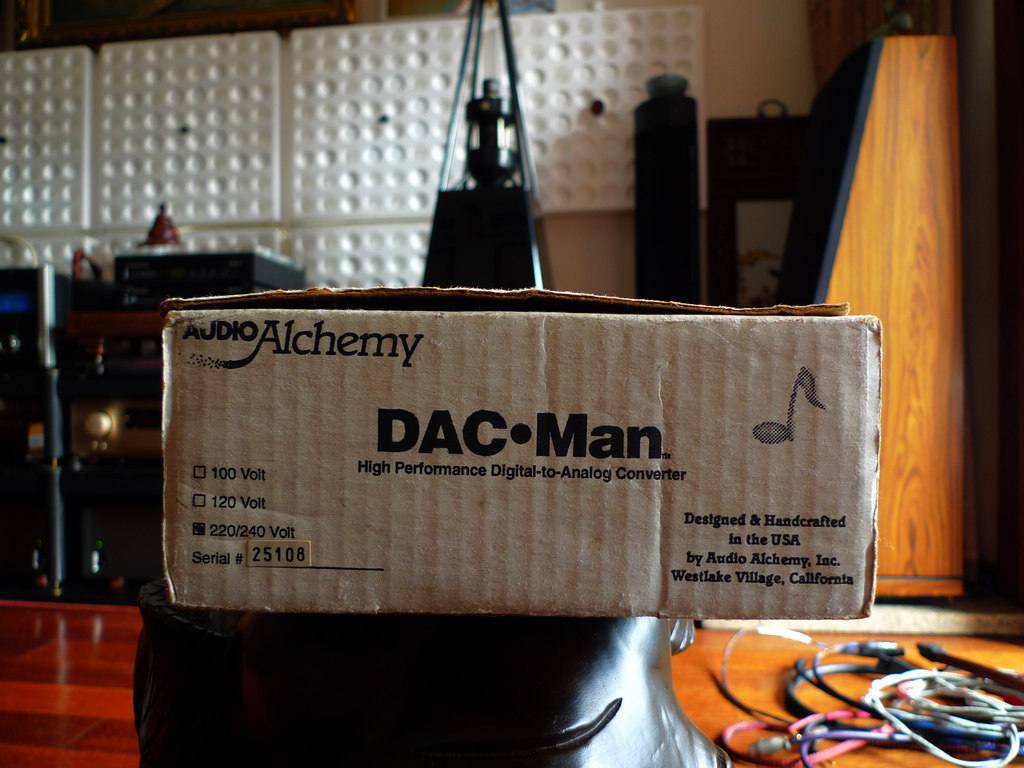 AUDIO Alchemy
DAC•Man™
High Performance Digital-to-Analog Converter
100 Volt
120 Volt
220/240 Volt
Serial # 25108
Designed & Handcrafted
in the USA
by Audio Alchemy, Inc.
Westlake Village, California